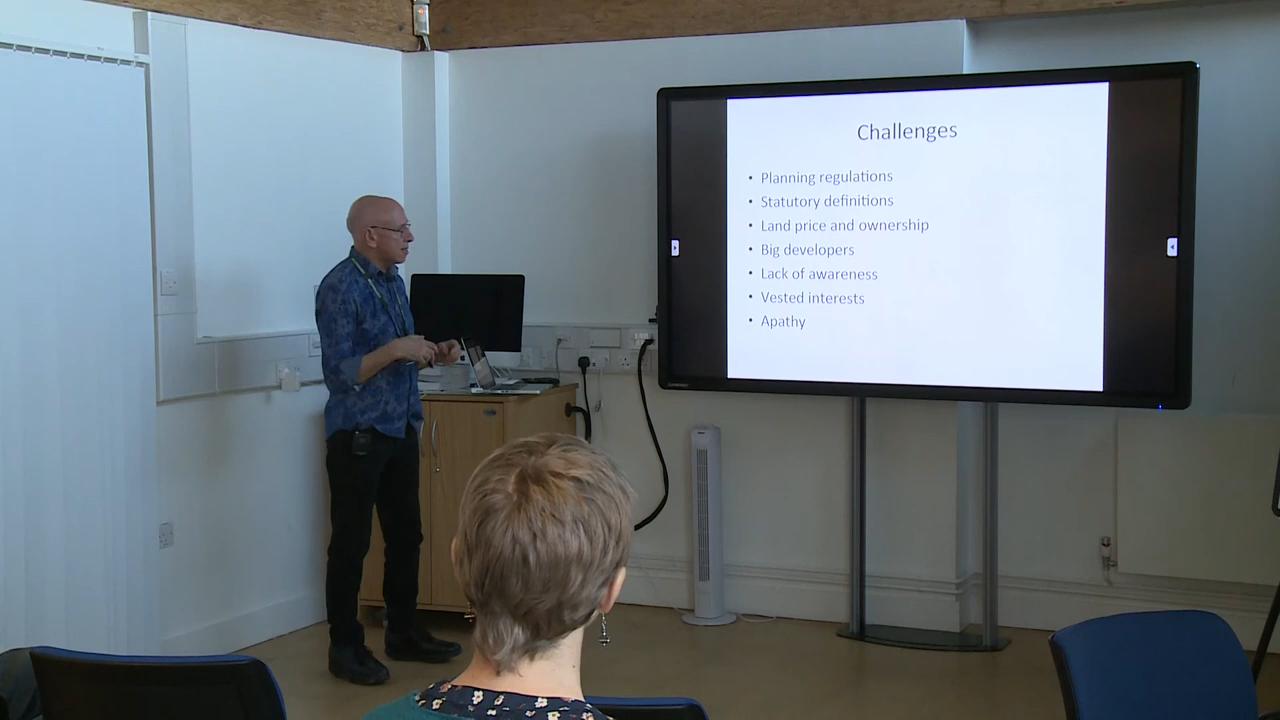 Challenges
• Planning regulations
• Statutory definitions
• Land price and ownership
• Big developers
• Lack of awareness
• Vested interests
• Apathy